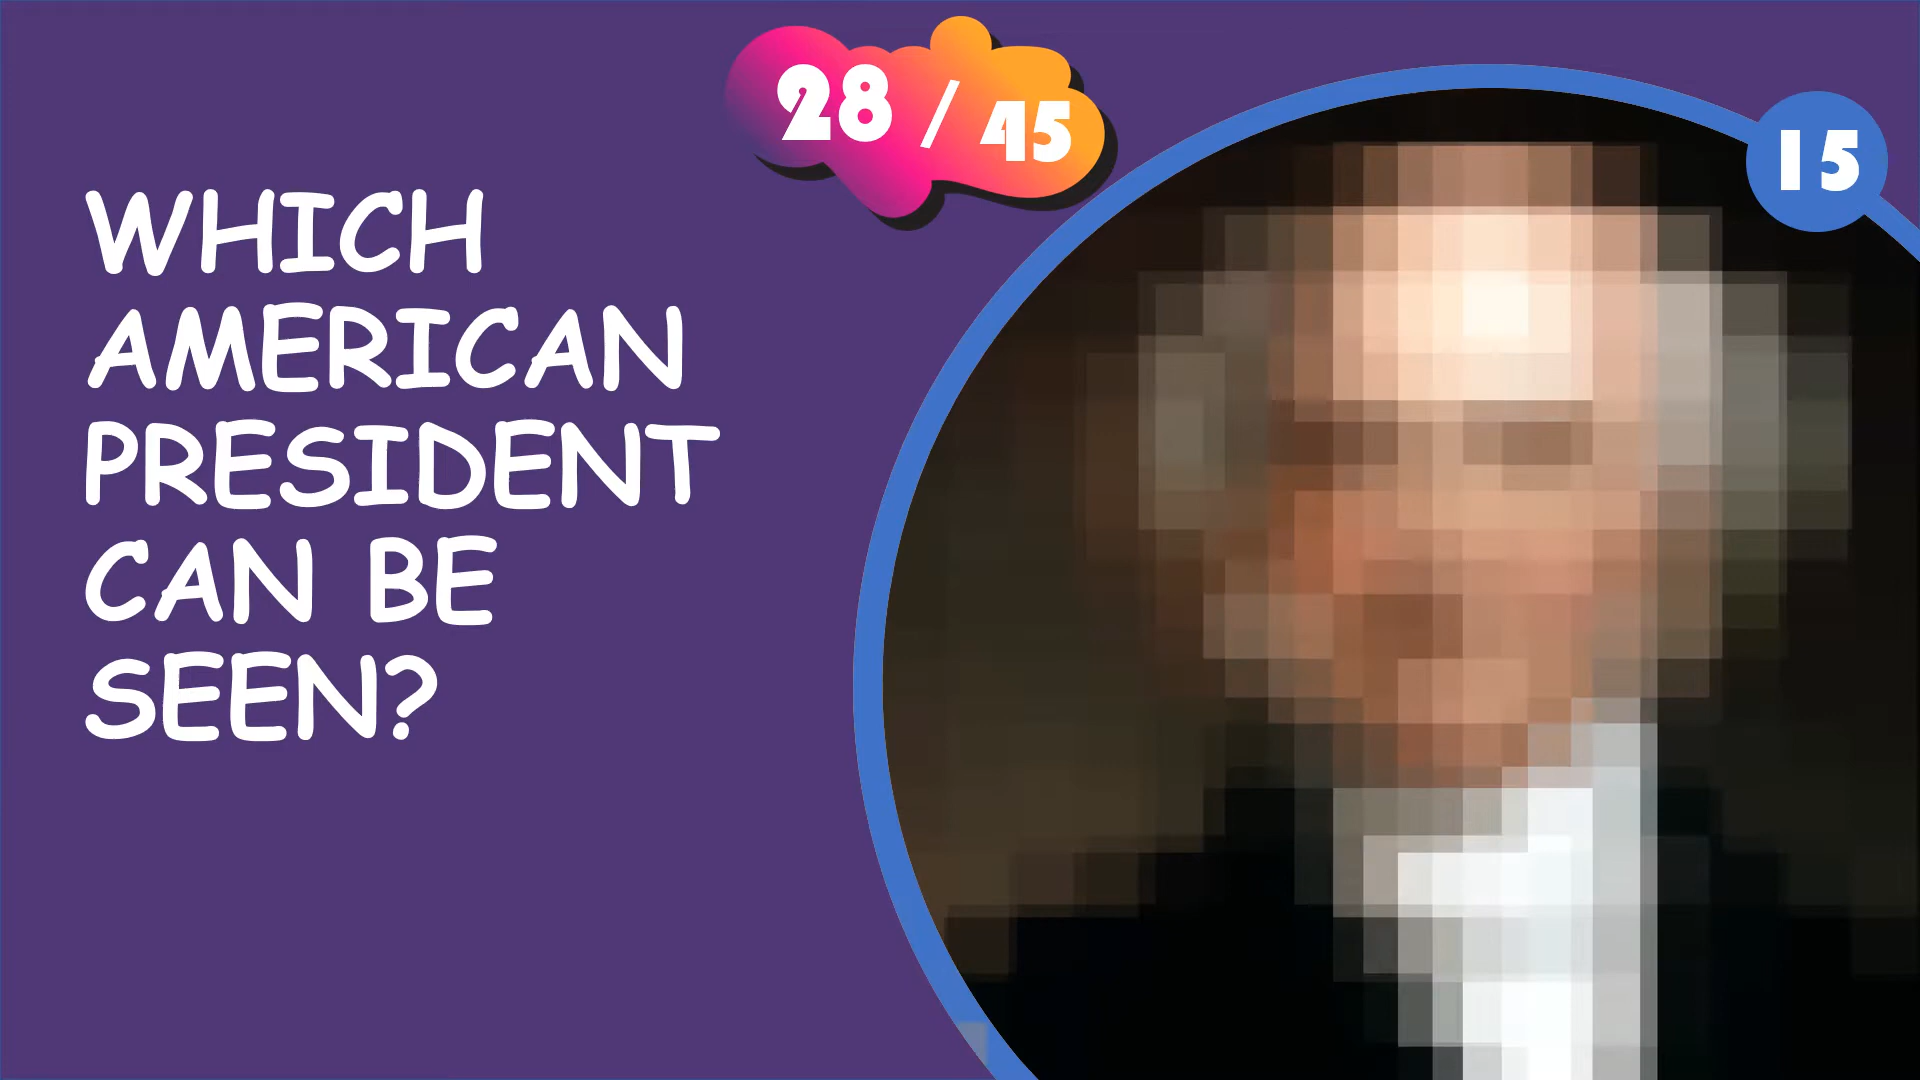 28 / 45
15
WHICH
AMERICAN
PRESIDENT
CAN BE
SEEN?